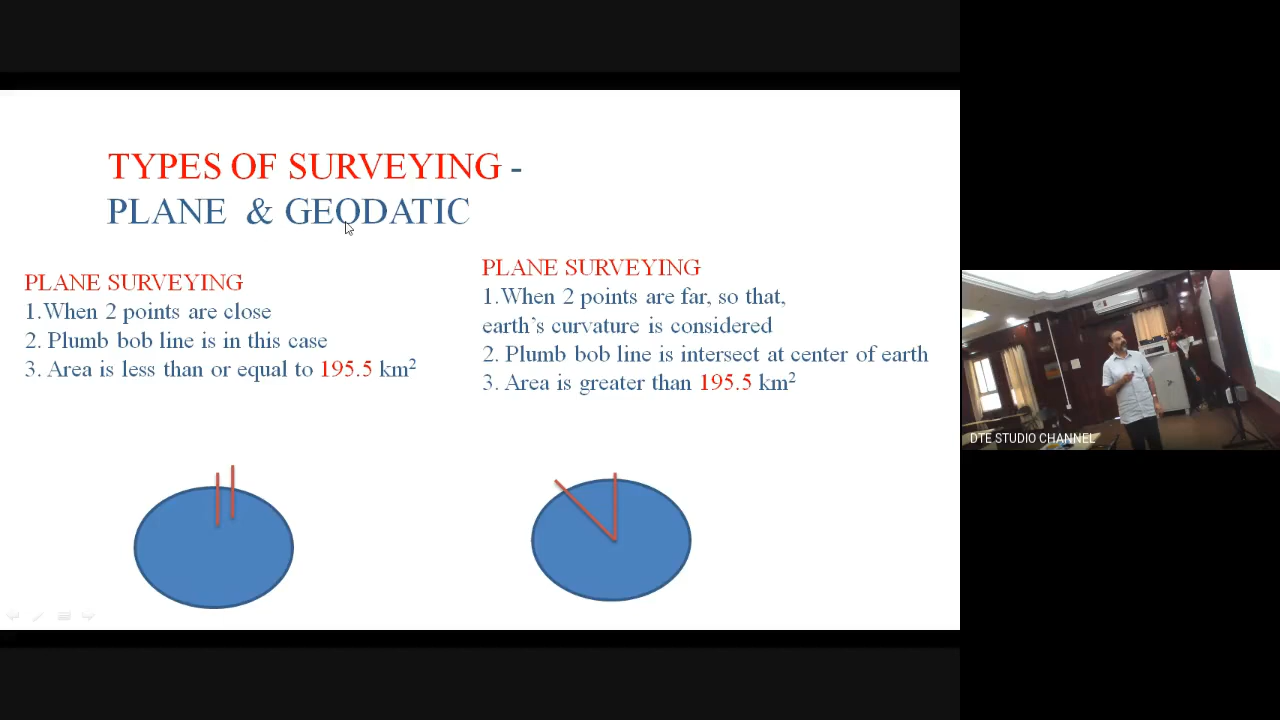 TYPES OF SURVEYING -
PLANE & GEODATIC
PLANE SURVEYING
1.When 2 points are close
2. Plumb bob line is in this case
3. Area is less than or equal to 195.5 km²
PLANE SURVEYING
1.When 2 points are far, so that,
earth's curvature is considered
2. Plumb bob line is intersect at center of earth
3. Area is greater than 195.5 km²
DTE STUDIO CHANNEL